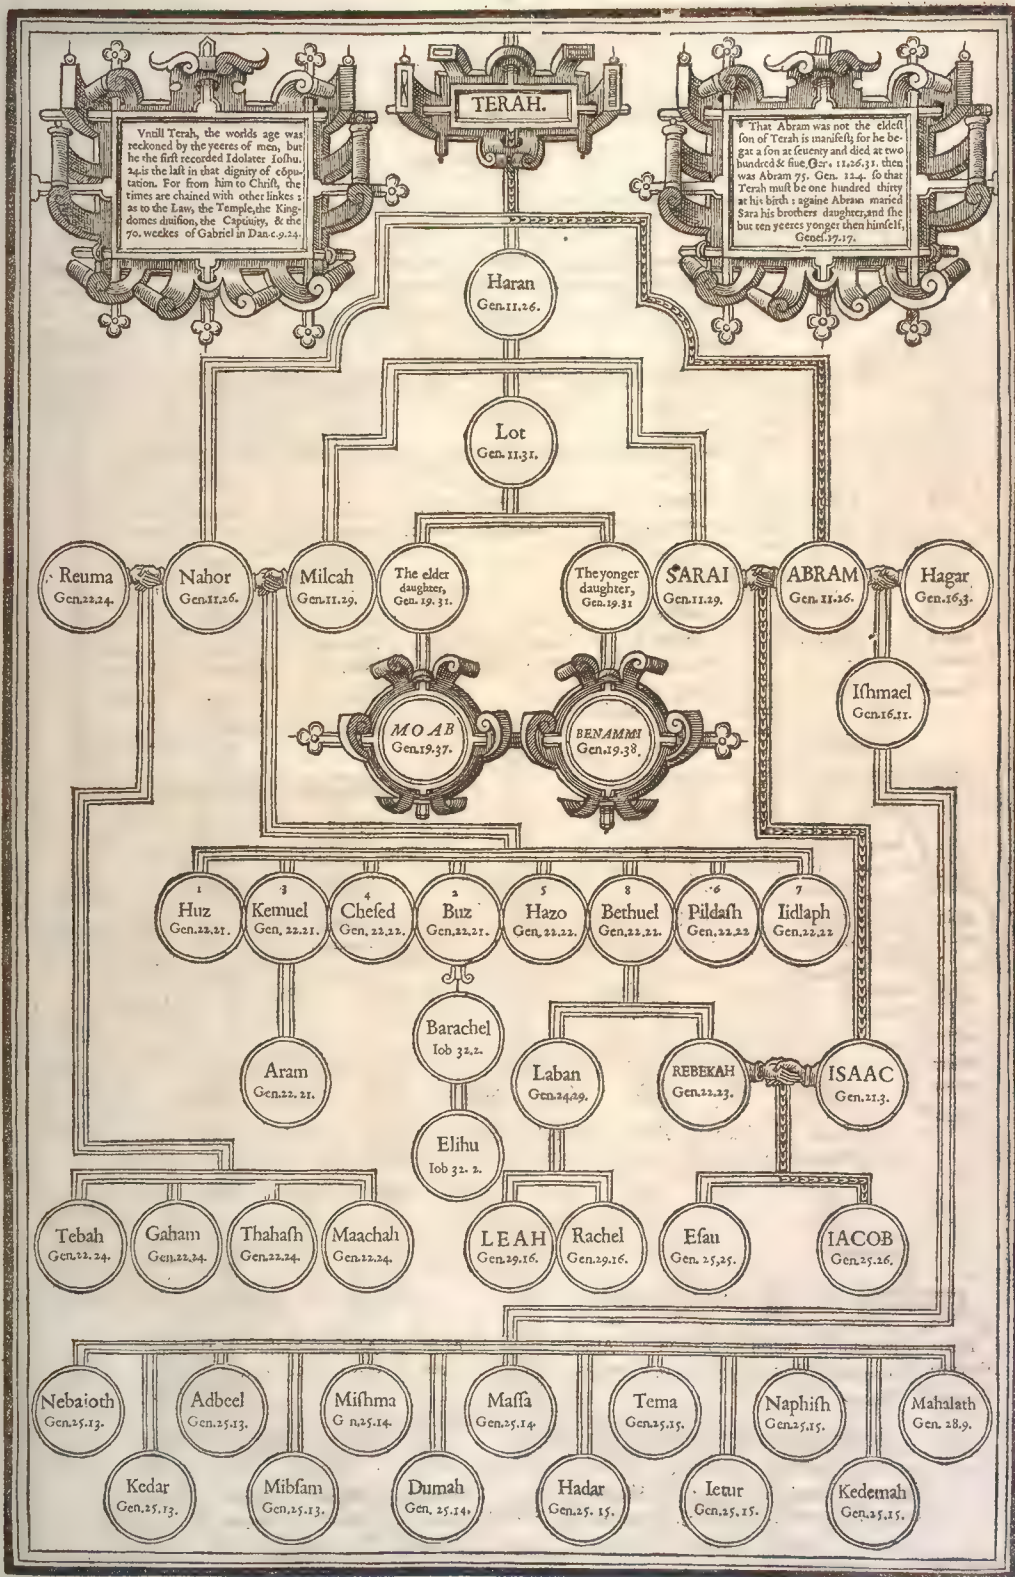 Vntill Terah, the worlds age was
reckoned by the yeeres of men, but
he the first recorded Idolater Ioshu.
24. is the last in that dignity of cōpu-
tation. For from him to Christ, the
times are chained with other linkes :
as to the Law, the Temple, the King-
domes diuision, the Captiuity, & the
70. weekes of Gabriel in Dan.c.9.24.
TERAH.
That Abram was not the eldest
son of Terah is manifest; for he be-
gat a son at seuenty and died at two
hundred & fiue, Gen. 11.26.31. then
was Abram 75. Gen. 12.4. so that
Terah must be one hundred thirty
at his birth : againe Abram maried
Sara his brothers daughter, and she
but ten yeeres yonger then himself,
Genes.17.17.
Haran
Gen.11.26.
Lot
Gen.11.31.
Reuma
Gen.22.24.
Nahor
Gen.11.26.
Milcah
Gen.11.29.
The elder
daughter,
Gen.19.31.
The yonger
daughter,
Gen.19.31
SARAI
Gen.11.29.
ABRAM
Gen.11.26.
Hagar
Gen.16,3.
Ishmael
Gen.16.11.
MOAB
Gen.19.37.
BENAMMI
Gen.19.38.
1
Huz
Gen.22.21.
3
Kemuel
Gen. 22.21.
4
Chesed
Gen. 22.22.
2
Buz
Gen.22.21.
5
Hazo
Gen.22.22.
8
Bethuel
Gen.22.22.
6
Pildash
Gen.22.22
7
Iidlaph
Gen.22.22
Barachel
Iob 32.2.
Aram
Gen.22. 21.
Laban
Gen.24.29.
REBEKAH
Gen.22.23.
ISAAC
Gen.21.3.
Elihu
Iob 32. 2.
Tebah
Gen.22. 24.
Gaham
Gen.22.24.
Thahash
Gen.22.24.
Maachah
Gen.22.24.
LEAH
Gen.29.16.
Rachel
Gen.29.16.
Esau
Gen. 25,25.
IACOB
Gen.25.26.
Nebaioth
Gen.25.13.
Adbeel
Gen.25.13.
Mishma
G n.25.14.
Massa
Gen.25.14.
Tema
Gen.25.15.
Naphish
Gen.25.15.
Mahalath
Gen. 28.9.
Kedar
Gen.25.13.
Mibsam
Gen.25.13.
Dumah
Gen. 25.14.
Hadar
Gen.25. 15.
Ietur
Gen.25.15.
Kedemah
Gen.25.15.